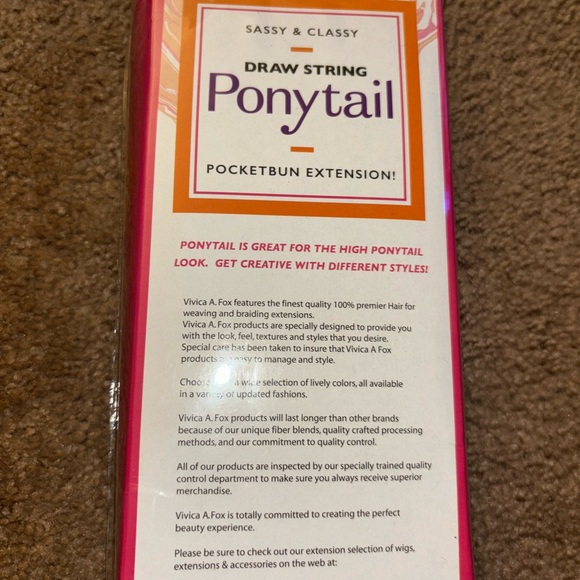 SASSY & CLASSY
DRAW STRING
Ponytail
POCKETBUN EXTENSION!
PONYTAIL IS GREAT FOR THE HIGH PONYTAIL
LOOK. GET CREATIVE WITH DIFFERENT STYLES!
Vivica A. Fox features the finest quality 100% premier Hair for
weaving and braiding extensions.
Vivica A. Fox products are specially designed to provide you
with the look, feel, textures and styles that you desire.
Special care has been taken to insure that Vivica A Fox
products easy to manage and style.
a wide selection of lively colors, all available
in a variety of updated fashions.
Vivica A. Fox products will last longer than other brands
because of our unique fiber blends, quality crafted processing
methods, and our commitment to quality control.
All of our products are inspected by our specially trained quality
control department to make sure you always receive superior
merchandise.
Vivica A.Fox is totally committed to creating the perfect
beauty experience.
Please be sure to check out our extension selection of wigs,
extensions & accessories on the web at: